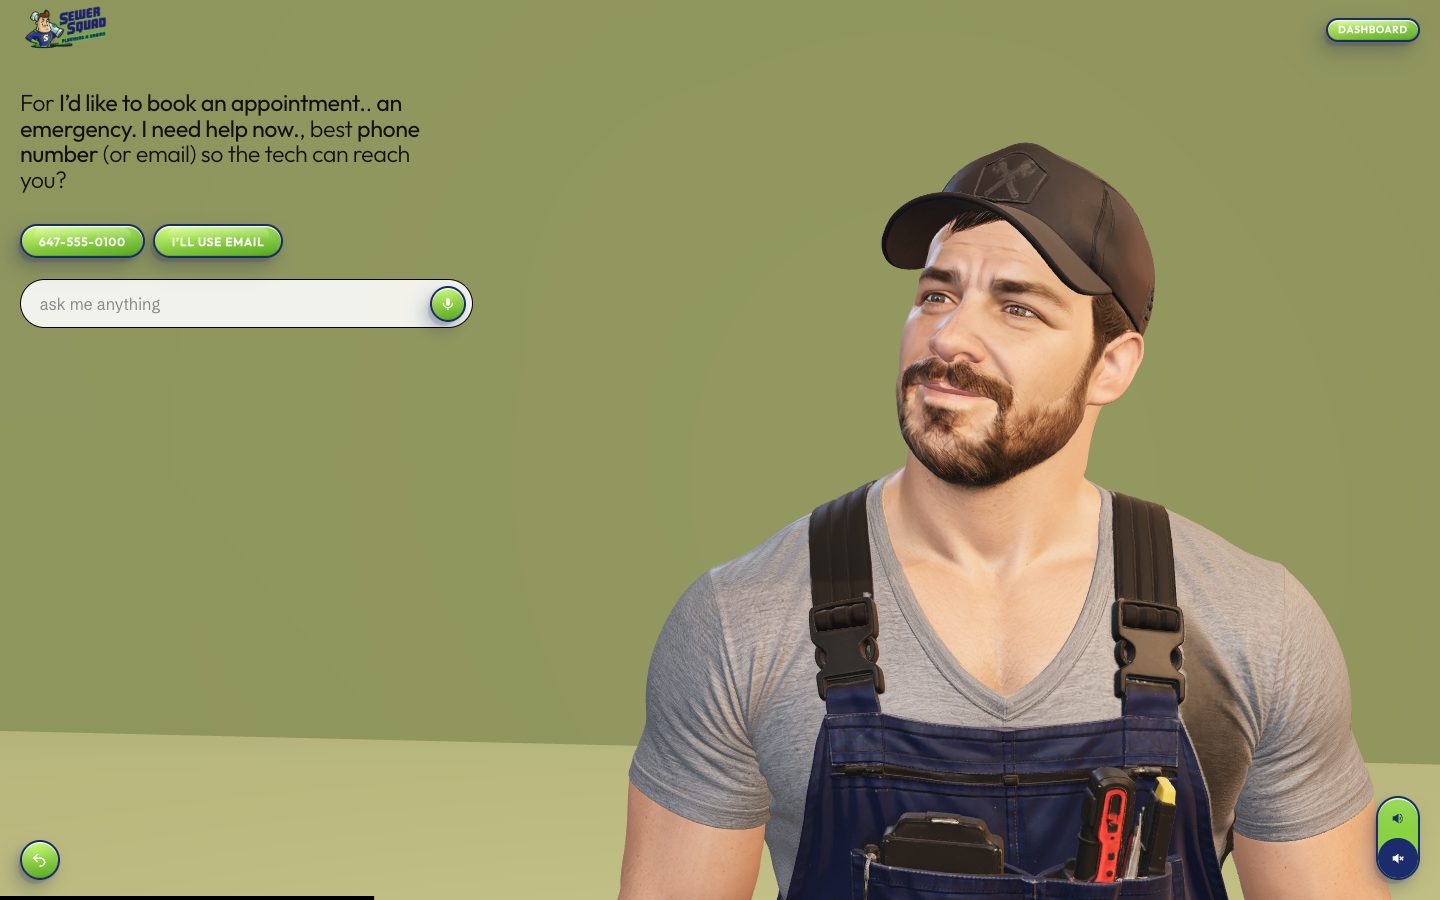 SEWER
SQUAD
DASHBOARD
For I'd like to book an appointment.. an
emergency. I need help now., best phone
number (or email) so the tech can reach
you?
647-555-0100
I'LL USE EMAIL
ask me anything